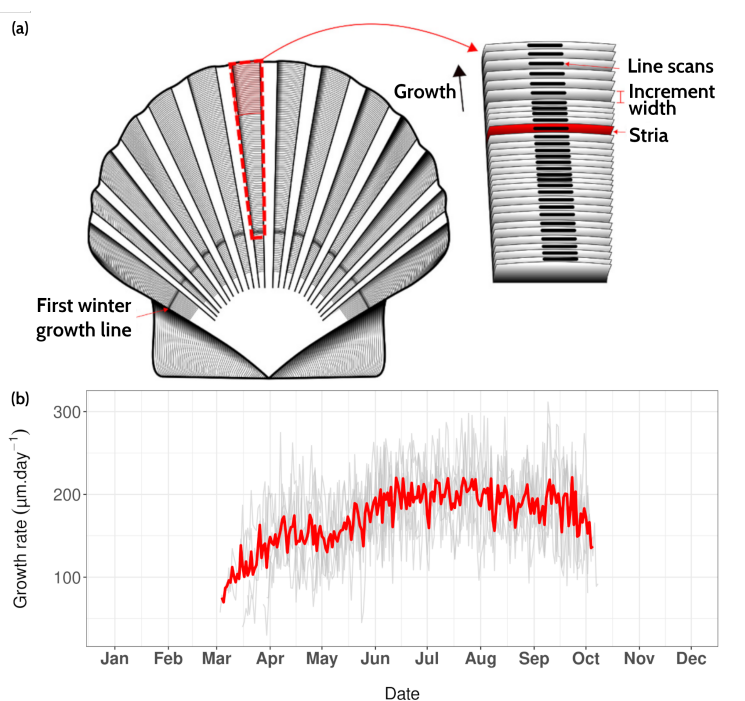 (a)
Line scans
Growth
Increment
width
Stria
First winter
growth line
(b)
Growth rate (µm.day⁻¹)
300
200
100
Jan Feb Mar Apr May Jun Jul Aug Sep Oct Nov Dec
Date